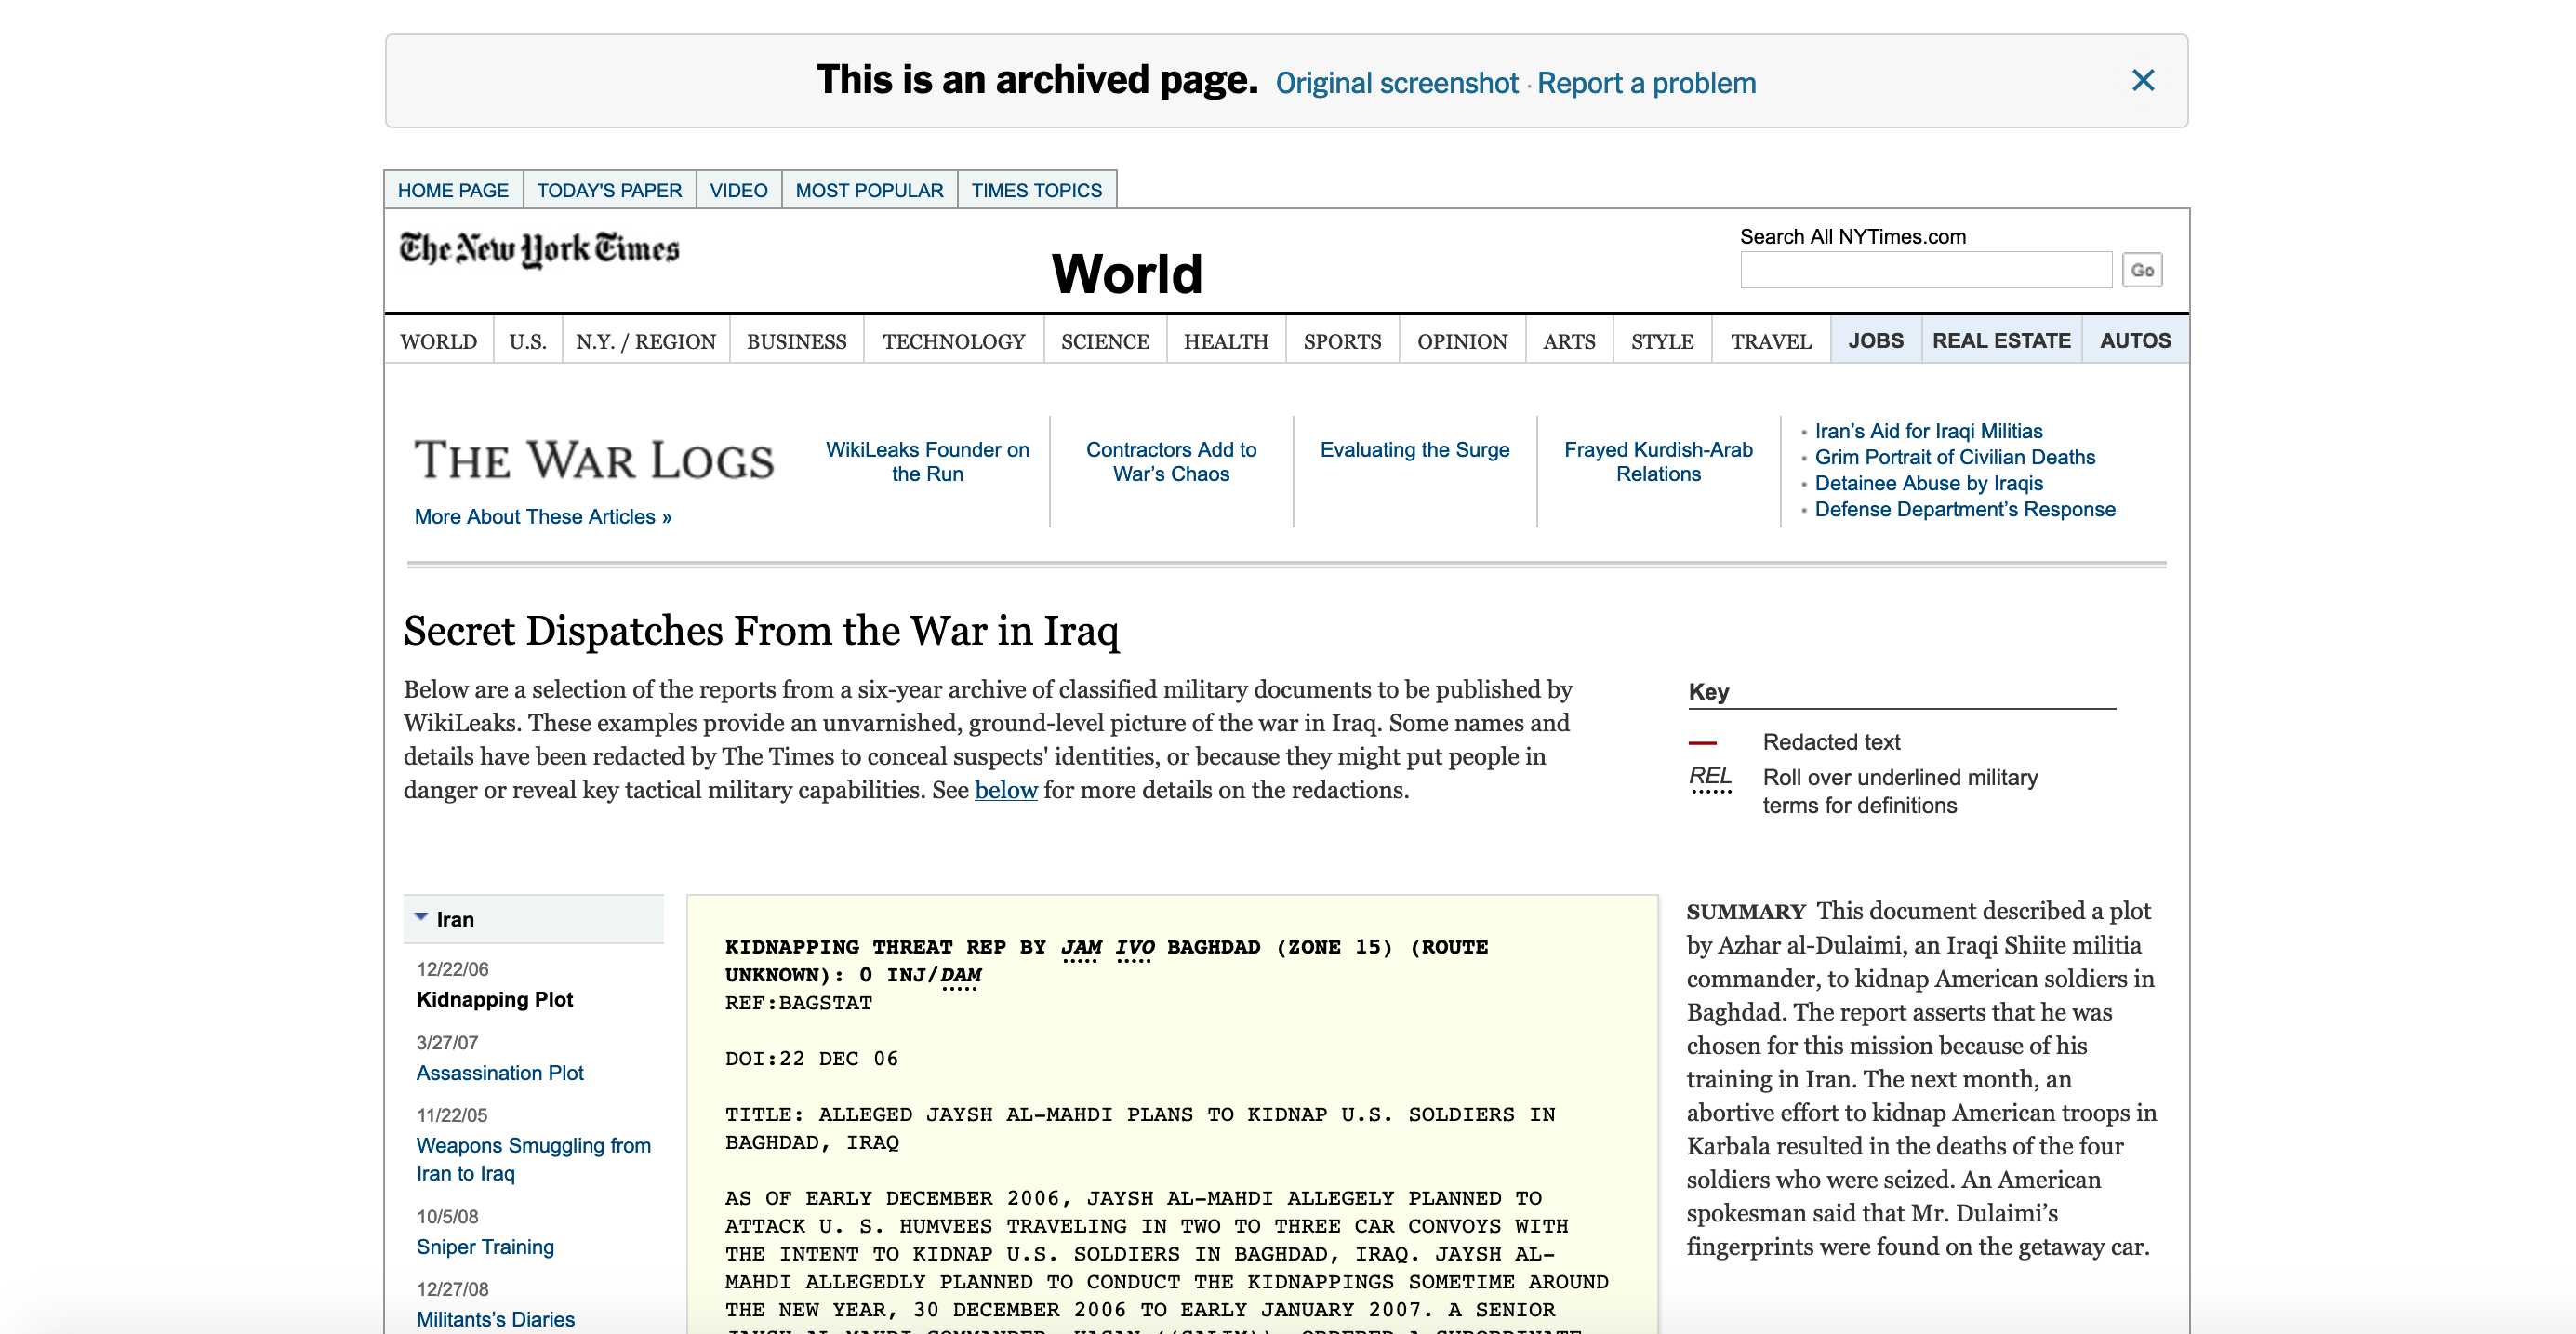 This is an archived page. Original screenshot · Report a problem
HOME PAGE TODAY'S PAPER VIDEO MOST POPULAR TIMES TOPICS
The New York Times
World
Search All NYTimes.com
Go
WORLD U.S. N.Y. / REGION BUSINESS TECHNOLOGY SCIENCE HEALTH SPORTS OPINION ARTS STYLE TRAVEL JOBS REAL ESTATE AUTOS
THE WAR LOGS
More About These Articles »
WikiLeaks Founder on
the Run
Contractors Add to
War’s Chaos
Evaluating the Surge
Frayed Kurdish-Arab
Relations
• Iran’s Aid for Iraqi Militias
• Grim Portrait of Civilian Deaths
• Detainee Abuse by Iraqis
• Defense Department’s Response
Secret Dispatches From the War in Iraq
Below are a selection of the reports from a six-year archive of classified military documents to be published by
WikiLeaks. These examples provide an unvarnished, ground-level picture of the war in Iraq. Some names and
details have been redacted by The Times to conceal suspects' identities, or because they might put people in
danger or reveal key tactical military capabilities. See below for more details on the redactions.
Key
Redacted text
REL Roll over underlined military
terms for definitions
Iran
12/22/06
Kidnapping Plot
3/27/07
Assassination Plot
11/22/05
Weapons Smuggling from
Iran to Iraq
10/5/08
Sniper Training
12/27/08
Militants’s Diaries
KIDNAPPING THREAT REP BY JAM IVO BAGHDAD (ZONE 15) (ROUTE
UNKNOWN): 0 INJ/DAM
REF:BAGSTAT
DOI:22 DEC 06
TITLE: ALLEGED JAYSH AL-MAHDI PLANS TO KIDNAP U.S. SOLDIERS IN
BAGHDAD, IRAQ
AS OF EARLY DECEMBER 2006, JAYSH AL-MAHDI ALLEGELY PLANNED TO
ATTACK U. S. HUMVEES TRAVELING IN TWO TO THREE CAR CONVOYS WITH
THE INTENT TO KIDNAP U.S. SOLDIERS IN BAGHDAD, IRAQ. JAYSH AL-
MAHDI ALLEGEDLY PLANNED TO CONDUCT THE KIDNAPPINGS SOMETIME AROUND
THE NEW YEAR, 30 DECEMBER 2006 TO EARLY JANUARY 2007. A SENIOR
SUMMARY This document described a plot
by Azhar al-Dulaimi, an Iraqi Shiite militia
commander, to kidnap American soldiers in
Baghdad. The report asserts that he was
chosen for this mission because of his
training in Iran. The next month, an
abortive effort to kidnap American troops in
Karbala resulted in the deaths of the four
soldiers who were seized. An American
spokesman said that Mr. Dulaimi’s
fingerprints were found on the getaway car.